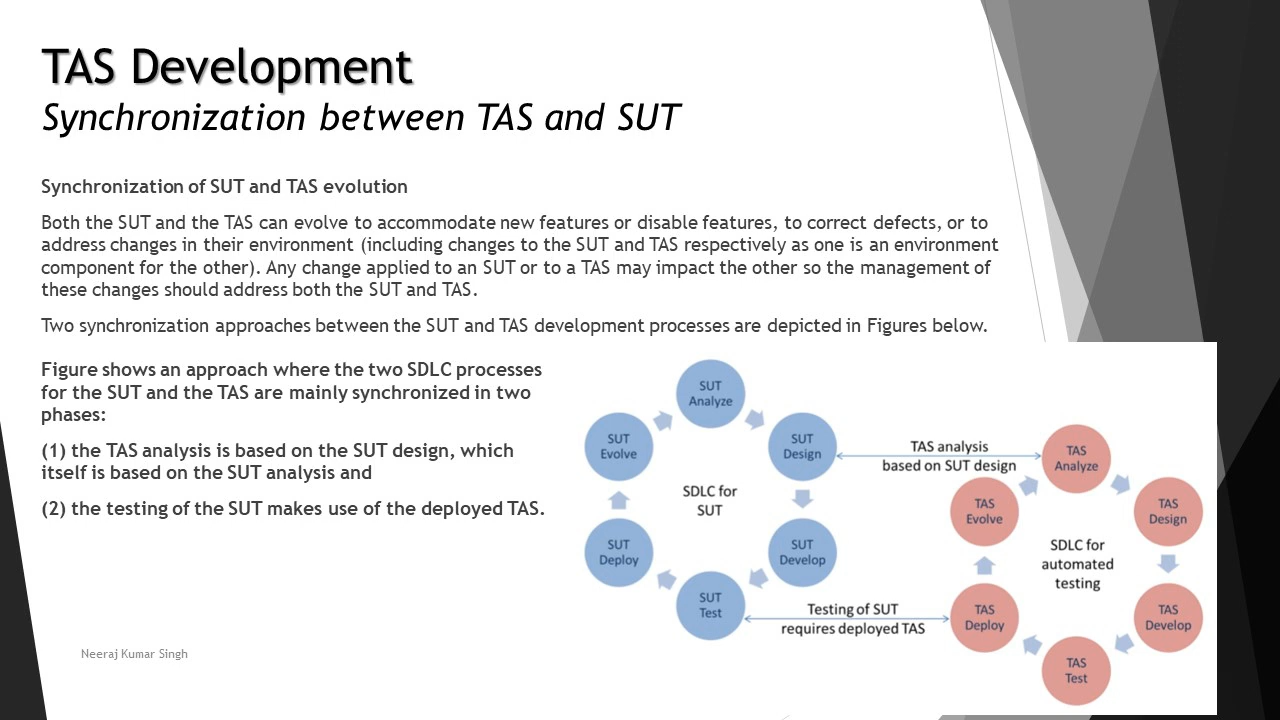 TAS Development
Synchronization between TAS and SUT
Synchronization of SUT and TAS evolution
Both the SUT and the TAS can evolve to accommodate new features or disable features, to correct defects, or to
address changes in their environment (including changes to the SUT and TAS respectively as one is an environment
component for the other). Any change applied to an SUT or to a TAS may impact the other so the management of
these changes should address both the SUT and TAS.
Two synchronization approaches between the SUT and TAS development processes are depicted in Figures below.
Figure shows an approach where the two SDLC processes
for the SUT and the TAS are mainly synchronized in two
phases:
(1) the TAS analysis is based on the SUT design, which
itself is based on the SUT analysis and
(2) the testing of the SUT makes use of the deployed TAS.
SUT
Analyze
SUT
Design
SUT
Develop
SUT
Test
SUT
Deploy
SUT
Evolve
SDLC for
SUT
TAS analysis
based on SUT design
Testing of SUT
requires deployed TAS
TAS
Analyze
TAS
Design
TAS
Develop
TAS
Test
TAS
Deploy
TAS
Evolve
SDLC for
automated
testing
Neeraj Kumar Singh